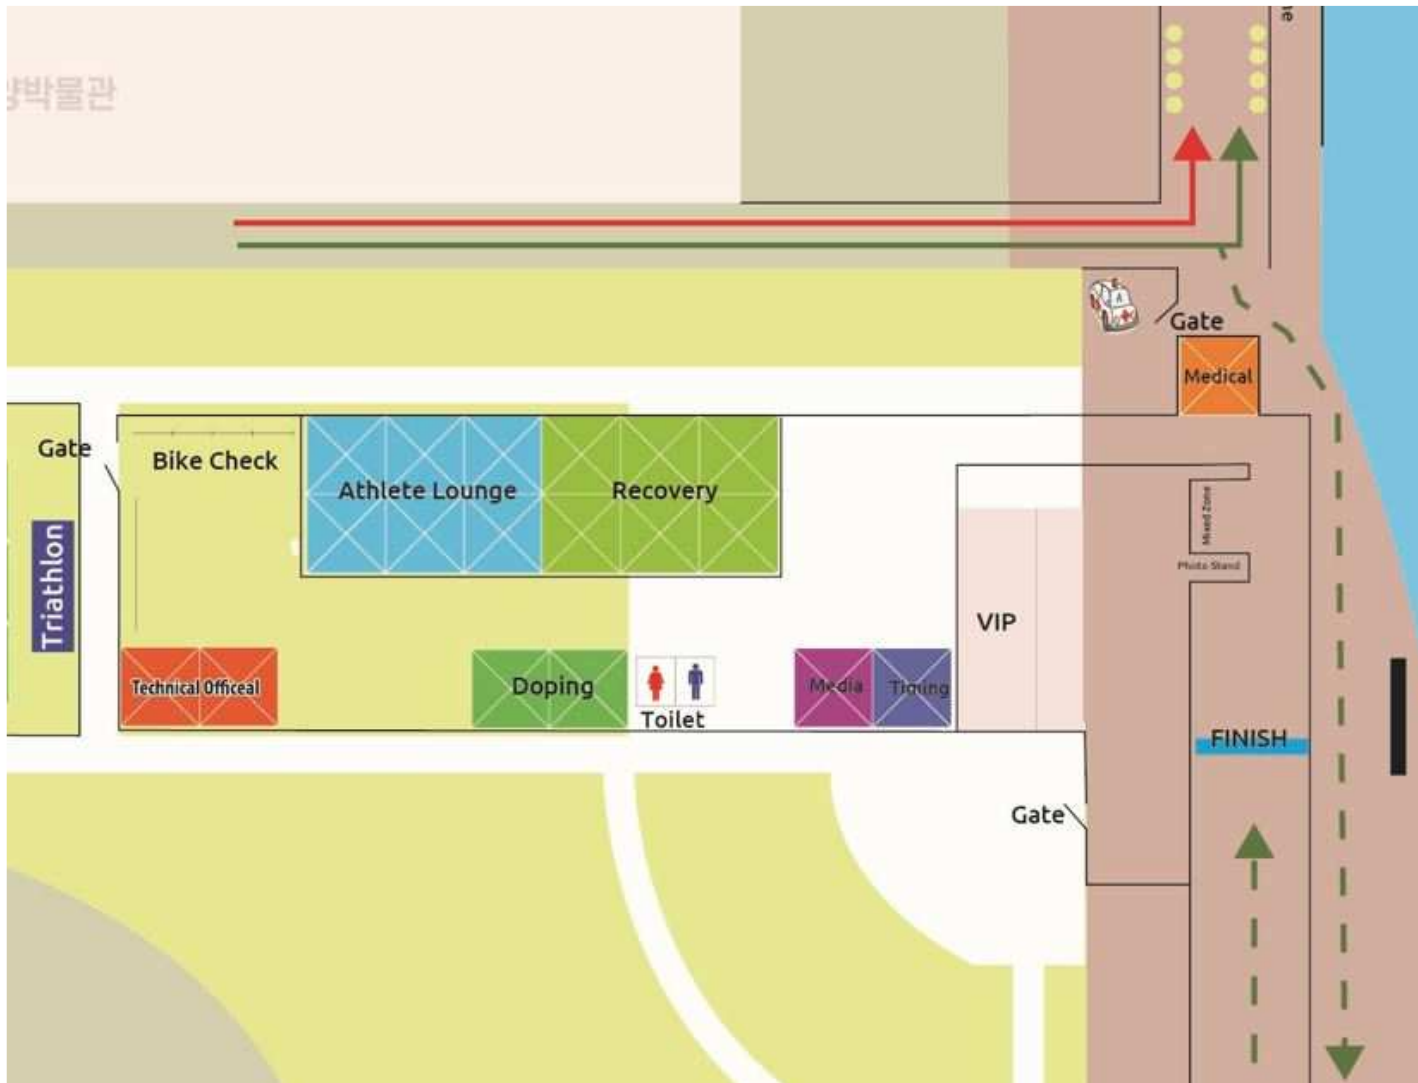 양박물관
Gate
Medical
Gate
Bike Check
Athlete Lounge
Recovery
Mixed Zone
Photo Stand
Triathlon
VIP
Technical Officeal
Doping
Media
Timing
Toilet
FINISH
Gate